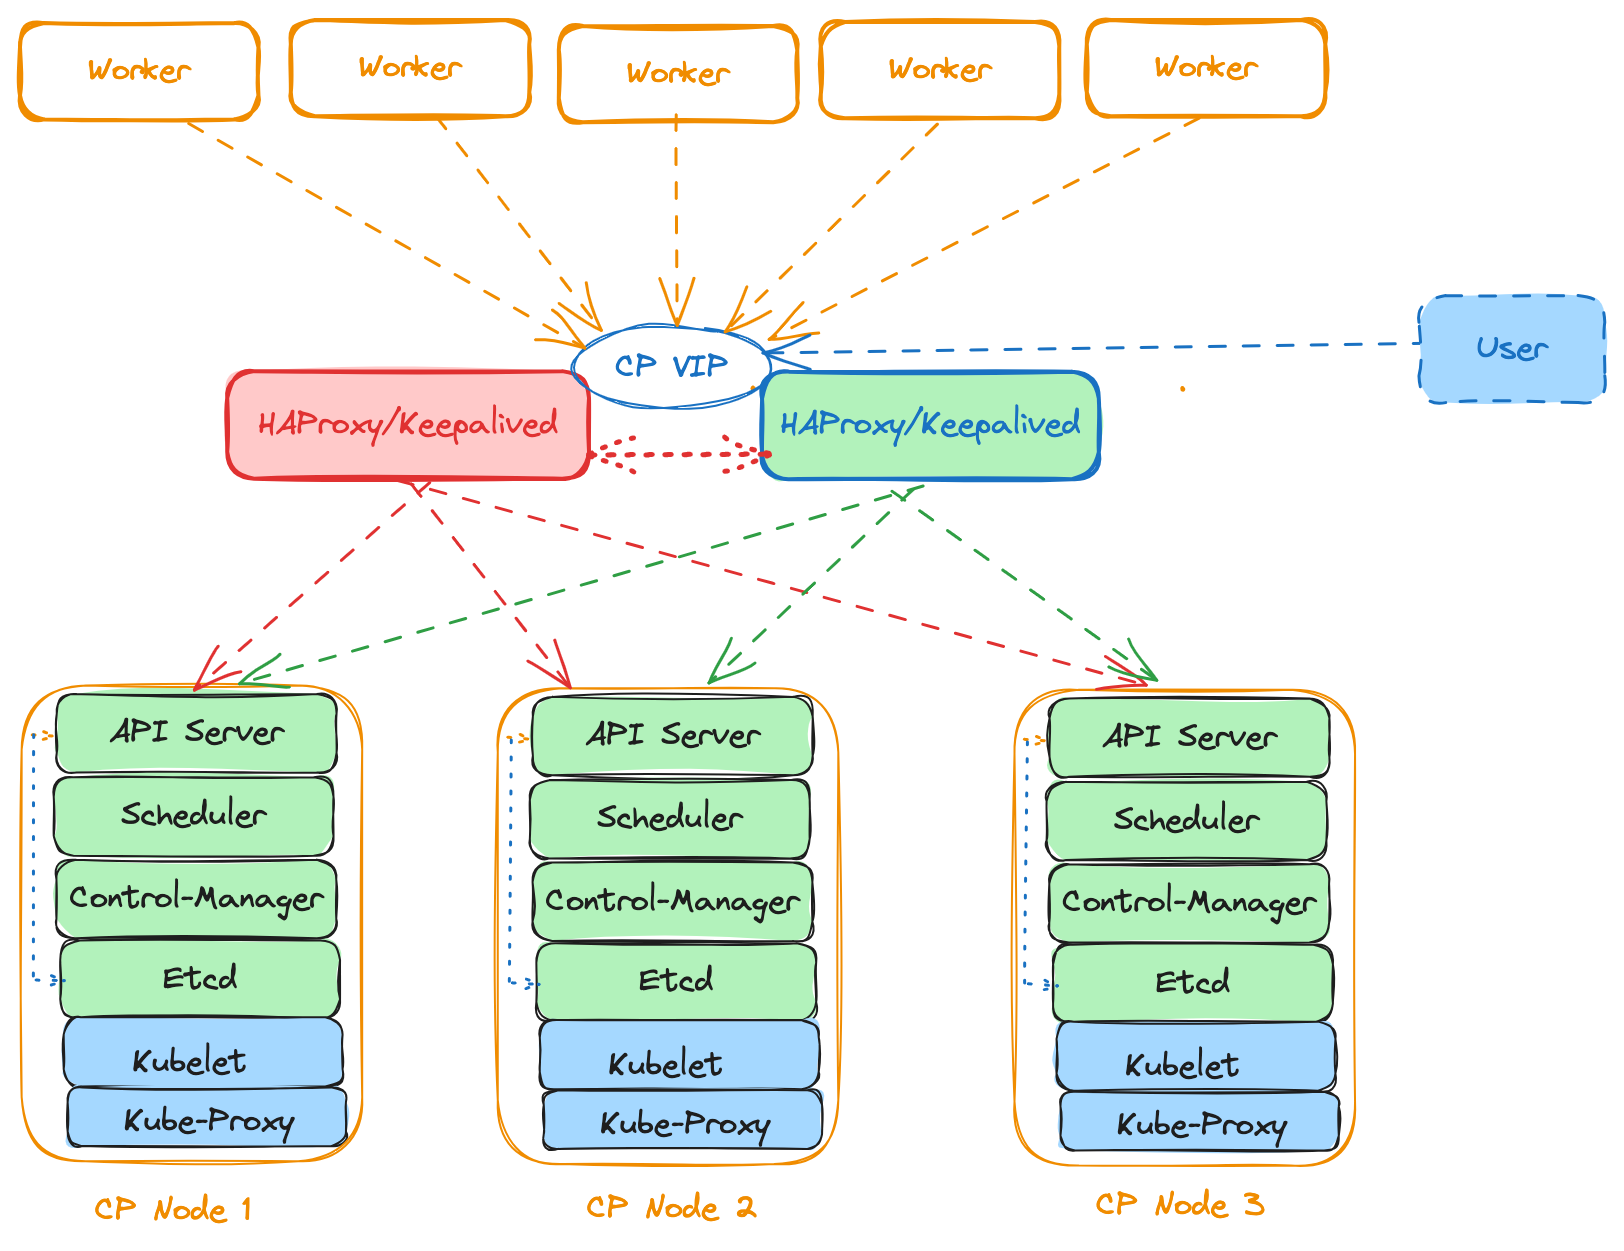 Worker
Worker
Worker
Worker
Worker
User
CP VIP
HAProxy/Keepalived
HAProxy/Keepalived
API Server
Scheduler
Control-Manager
Etcd
Kubelet
Kube-Proxy
CP Node 1
API Server
Scheduler
Control-Manager
Etcd
Kubelet
Kube-Proxy
CP Node 2
API Server
Scheduler
Control-Manager
Etcd
Kubelet
Kube-Proxy
CP Node 3